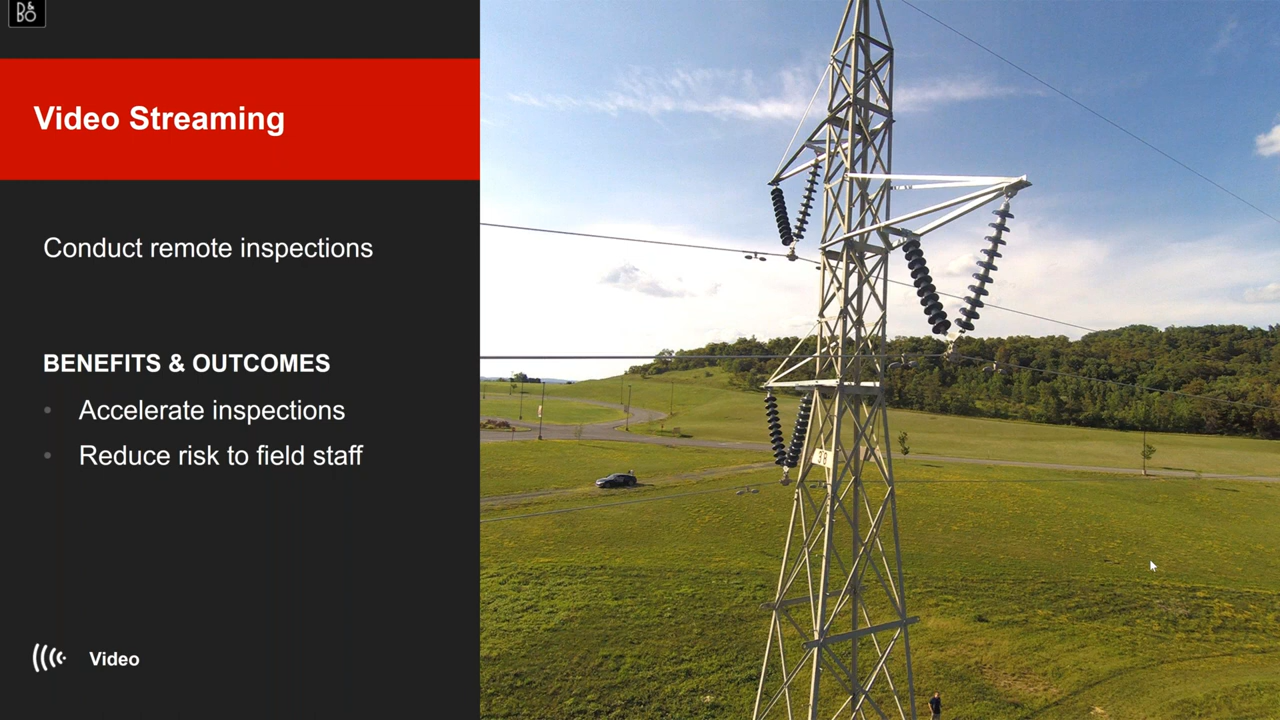 B&O
Video Streaming
Conduct remote inspections
BENEFITS & OUTCOMES
• Accelerate inspections
• Reduce risk to field staff
Video